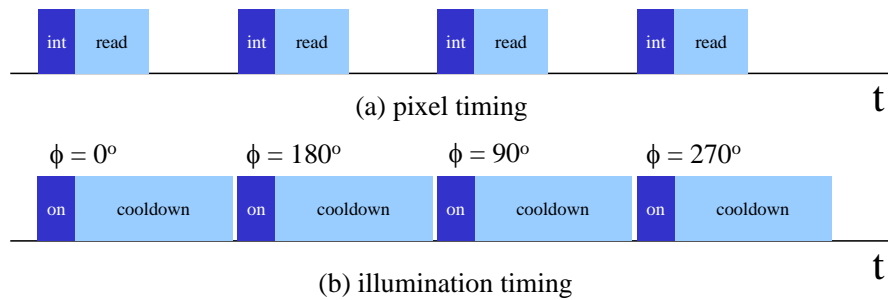 int read int read int read int read
t
(a) pixel timing
ϕ = 0° ϕ = 180° ϕ = 90° ϕ = 270°
on cooldown on cooldown on cooldown on cooldown
t
(b) illumination timing